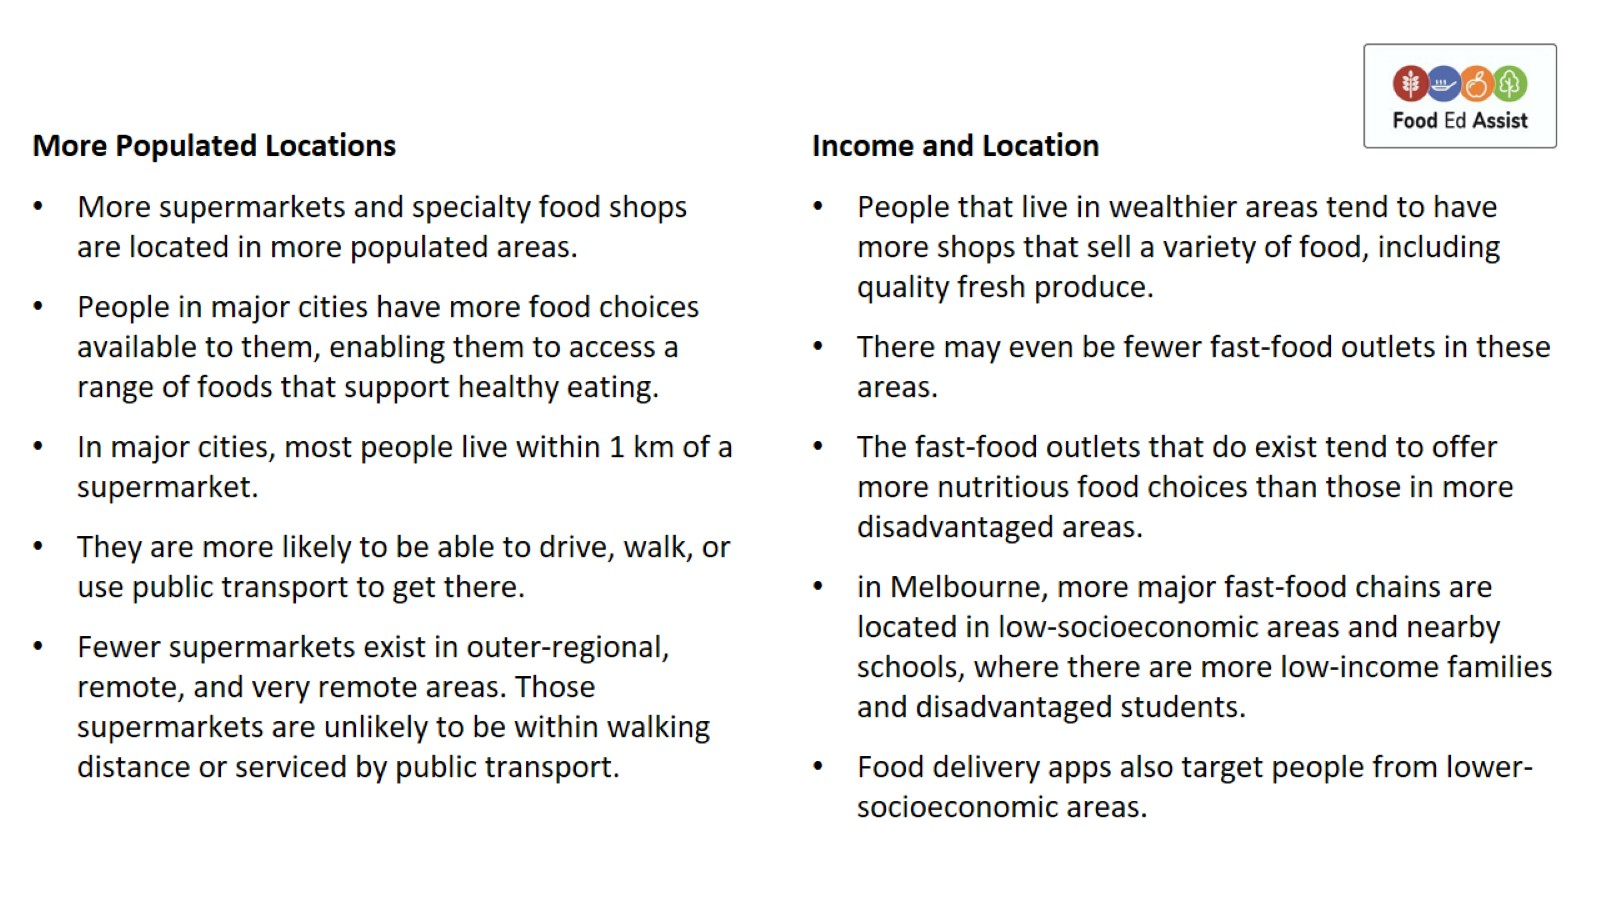 Food Ed Assist
More Populated Locations
• More supermarkets and specialty food shops
are located in more populated areas.
• People in major cities have more food choices
available to them, enabling them to access a
range of foods that support healthy eating.
• In major cities, most people live within 1 km of a
supermarket.
• They are more likely to be able to drive, walk, or
use public transport to get there.
• Fewer supermarkets exist in outer-regional,
remote, and very remote areas. Those
supermarkets are unlikely to be within walking
distance or serviced by public transport.
Income and Location
• People that live in wealthier areas tend to have
more shops that sell a variety of food, including
quality fresh produce.
• There may even be fewer fast-food outlets in these
areas.
• The fast-food outlets that do exist tend to offer
more nutritious food choices than those in more
disadvantaged areas.
• in Melbourne, more major fast-food chains are
located in low-socioeconomic areas and nearby
schools, where there are more low-income families
and disadvantaged students.
• Food delivery apps also target people from lower-
socioeconomic areas.